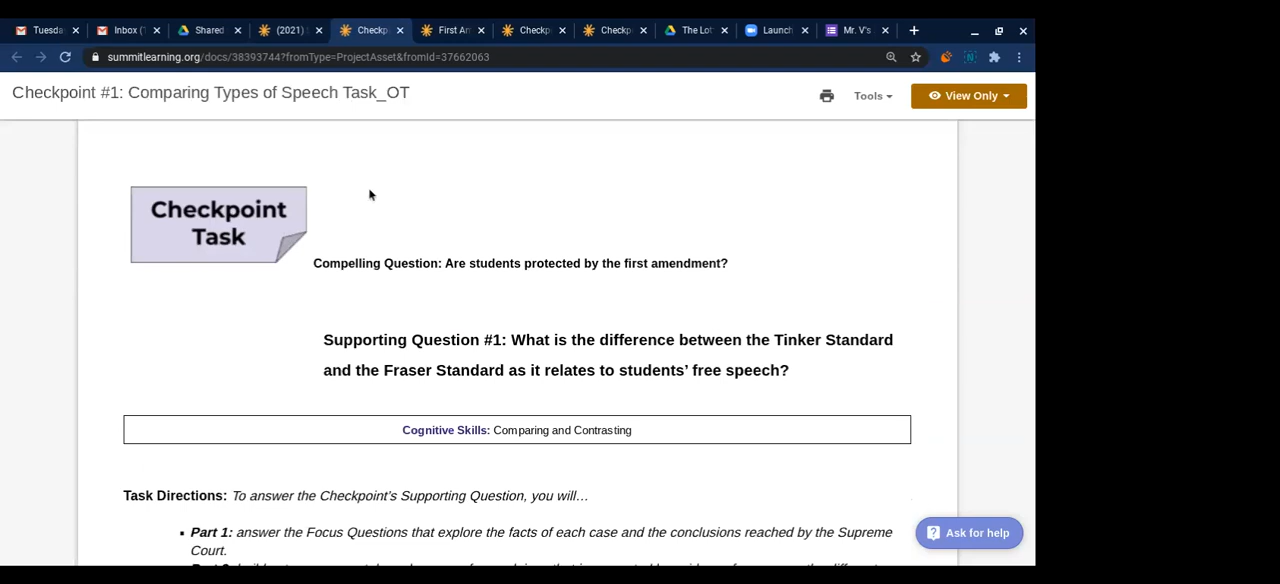 Tuesda
Inbox (
Shared
(2021)
Checkp
First Am
Checkp
Checkp
The Lot
Launch
Mr. V's
summitlearning.org/docs/38393744?fromType=ProjectAsset&fromId=37662063
Checkpoint #1: Comparing Types of Speech Task_OT
Tools
View Only
Checkpoint
Task
Compelling Question: Are students protected by the first amendment?
Supporting Question #1: What is the difference between the Tinker Standard
and the Fraser Standard as it relates to students’ free speech?
Cognitive Skills: Comparing and Contrasting
Task Directions: To answer the Checkpoint’s Supporting Question, you will…
▪ Part 1: answer the Focus Questions that explore the facts of each case and the conclusions reached by the Supreme
Court.
Ask for help